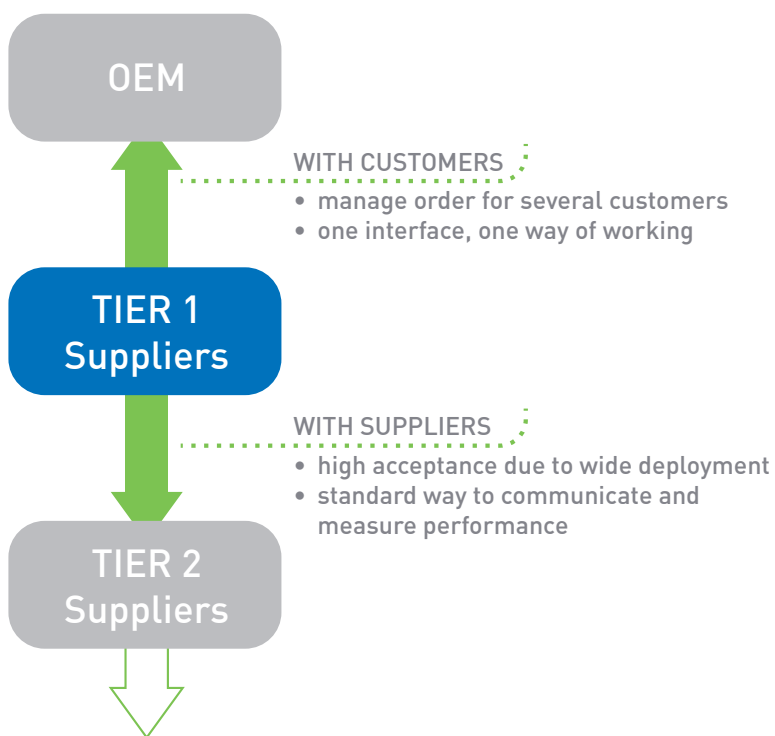 OEM
WITH CUSTOMERS
• manage order for several customers
• one interface, one way of working
TIER 1
Suppliers
WITH SUPPLIERS
• high acceptance due to wide deployment
• standard way to communicate and
measure performance
TIER 2
Suppliers